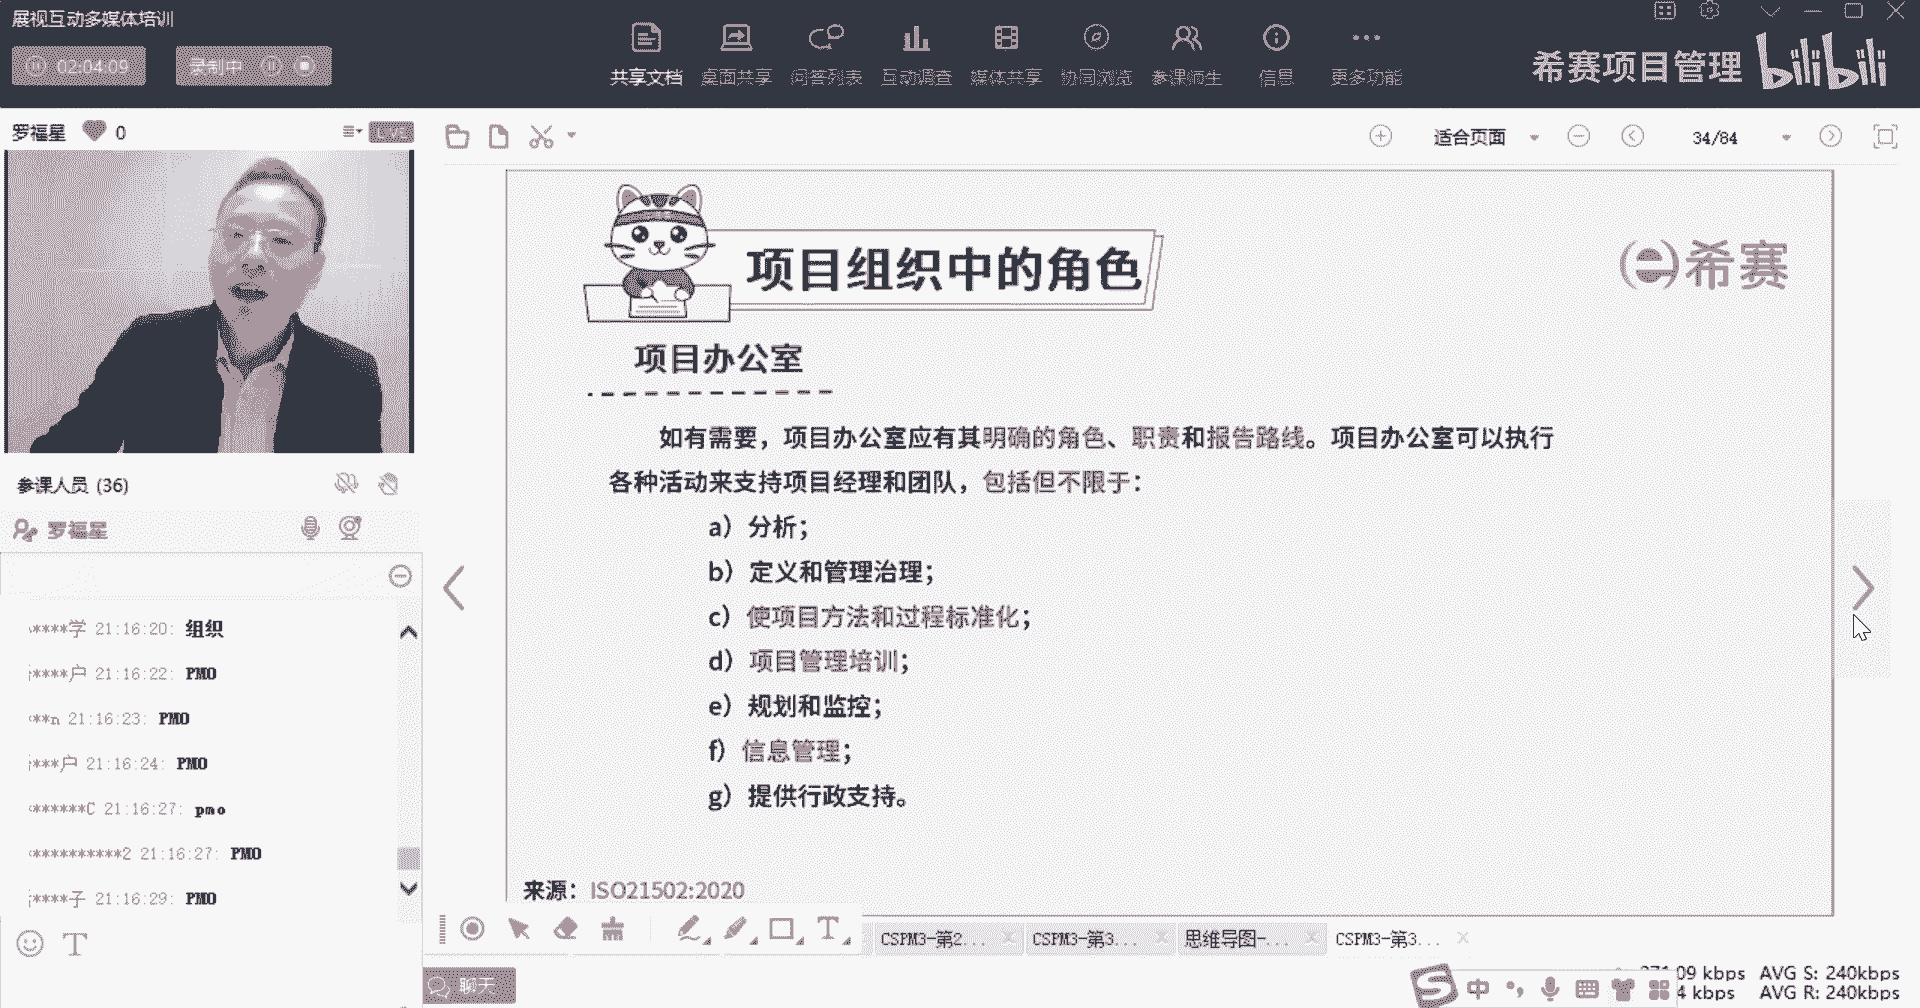 展视互动多媒体培训
02:04:09
录制中
共享文档
桌面共享
问答列表
互动调查
媒体共享
协同浏览
参课师生
信息
更多功能
希赛项目管理 bilibili
罗福星 0
LIVE
适合页面
34/84
项目组织中的角色
希赛
项目办公室
如有需要，项目办公室应有其明确的角色、职责和报告路线。项目办公室可以执行
各种活动来支持项目经理和团队，包括但不限于：
a）分析；
b）定义和管理治理；
c）使项目方法和过程标准化；
d）项目管理培训；
e）规划和监控；
f）信息管理；
g）提供行政支持。
来源：ISO21502:2020
参课人员 (36)
罗福星
****学 21:16:20: 组织
****户 21:16:22: PMO
**n 21:16:23: PMO
***户 21:16:24: PMO
******C 21:16:27: pmo
**********2 21:16:27: PMO
****子 21:16:29: PMO
聊天
CSPM3-第2...
CSPM3-第3...
思维导图-...
CSPM3-第3...
09 kbps AVG S: 240kbps
4 kbps AVG R: 240kbps
中